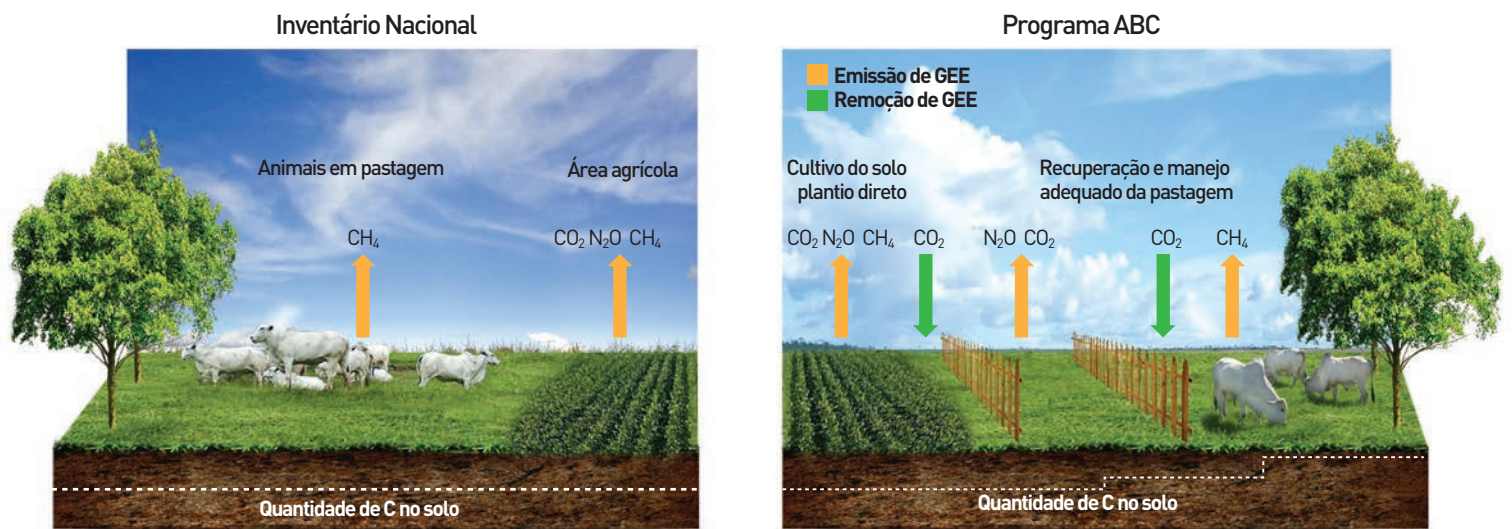 Inventário Nacional
Animais em pastagem
Área agrícola
CH₄
CO₂ N₂O CH₄
Quantidade de C no solo
Programa ABC
Emissão de GEE
Remoção de GEE
Cultivo do solo
plantio direto
Recuperação e manejo
adequado da pastagem
CO₂ N₂O CH₄
CO₂
N₂O CO₂
CO₂
CH₄
Quantidade de C no solo